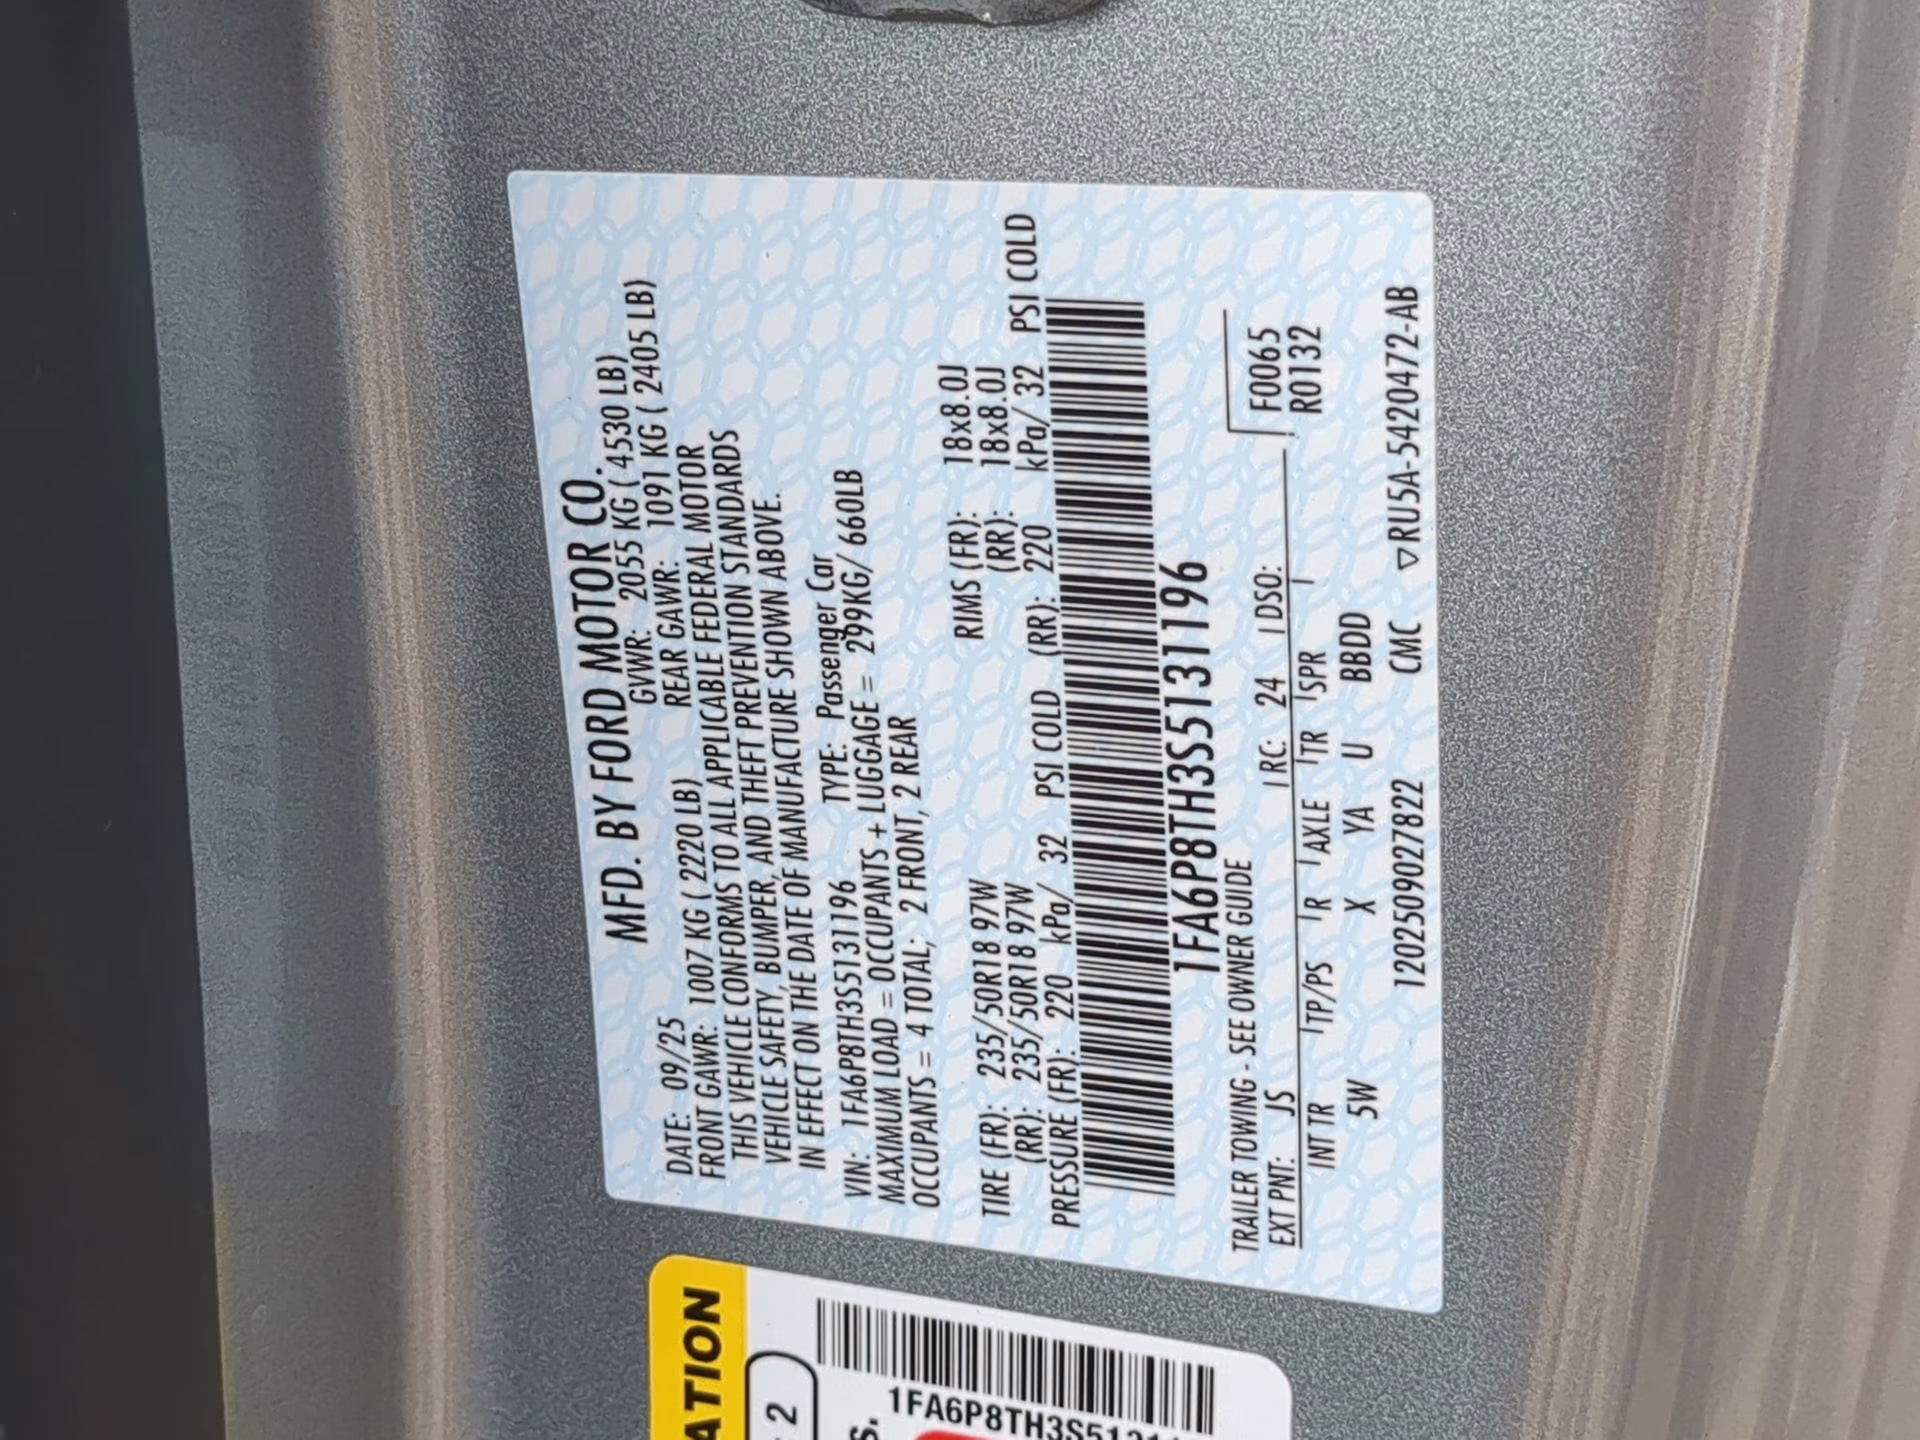 MFD. BY FORD MOTOR CO.
DATE: 09/25 GVWR: 2055 KG ( 4530 LB)
FRONT GAWR: 1007 KG ( 2220 LB) REAR GAWR: 1091 KG ( 2405 LB)
THIS VEHICLE CONFORMS TO ALL APPLICABLE FEDERAL MOTOR
VEHICLE SAFETY, BUMPER, AND THEFT PREVENTION STANDARDS
IN EFFECT ON THE DATE OF MANUFACTURE SHOWN ABOVE.
VIN: 1FA6P8TH3S5131196 TYPE: Passenger Car
MAXIMUM LOAD = OCCUPANTS + LUGGAGE = 299KG/ 660LB
OCCUPANTS = 4 TOTAL; 2 FRONT, 2 REAR
TIRE (FR): 235/50R18 97W RIMS (FR): 18x8.0J
(RR): 235/50R18 97W (RR): 18x8.0J
PRESSURE (FR): 220 kPa/ 32 PSI COLD (RR): 220 kPa/ 32 PSI COLD
1FA6P8TH3S5131196
TRAILER TOWING - SEE OWNER GUIDE
EXT PNT: JS RC: 24 DSO: F0065
INT TR TP/PS R AXLE TR SPR R0132
5W X YA U BBDD
1202509027822 CMC ▽RU5A-5420472-AB
ATION
2
S.
1FA6P8TH3S5131